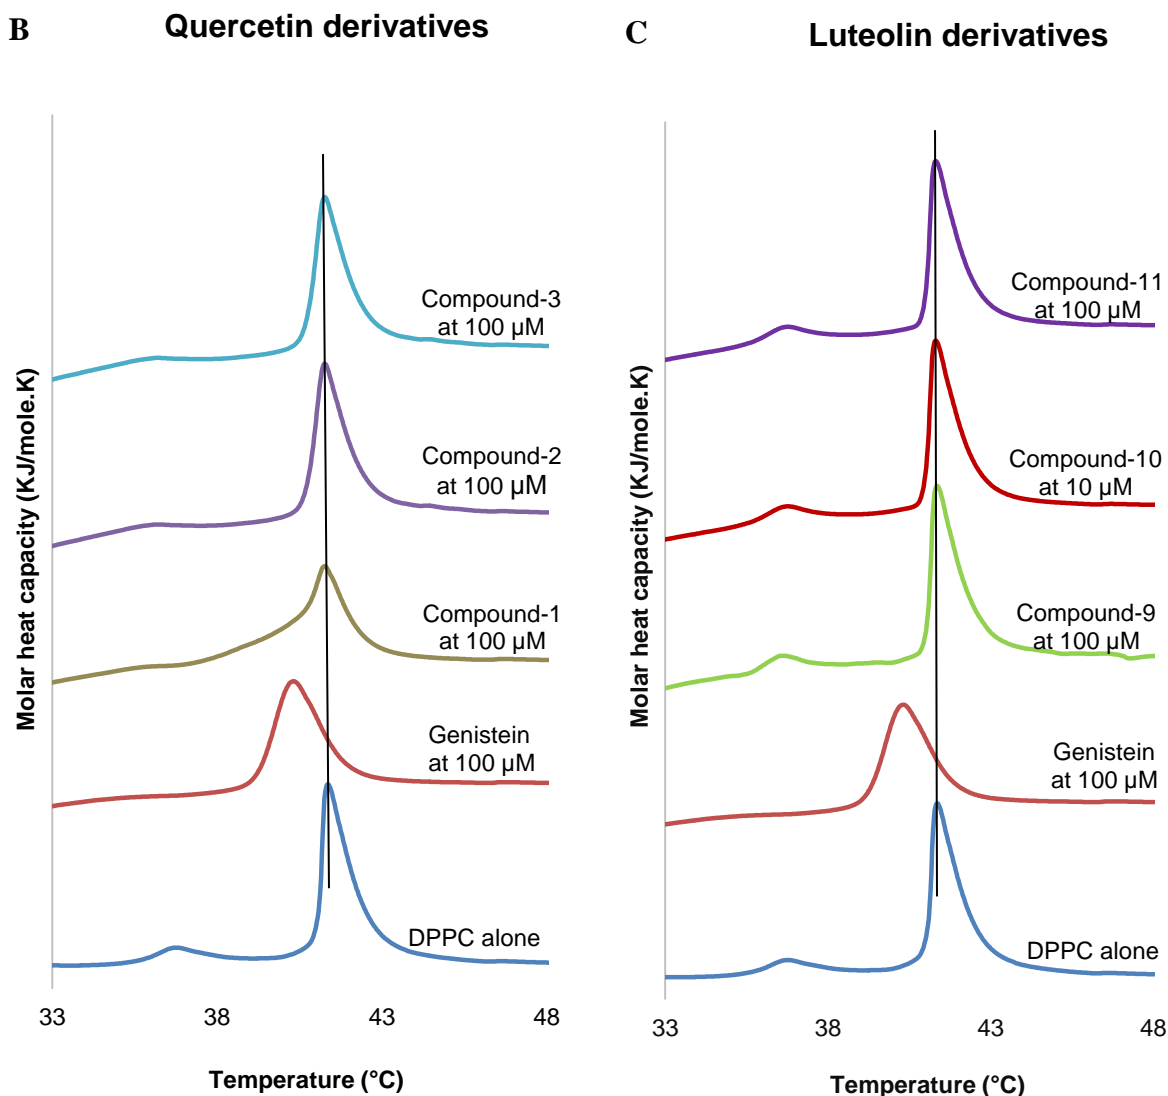 B
Quercetin derivatives
Molar heat capacity (KJ/mole.K)
Compound-3
at 100 µM
Compound-2
at 100 µM
Compound-1
at 100 µM
Genistein
at 100 µM
DPPC alone
33
38
43
48
Temperature (°C)
C
Luteolin derivatives
Molar heat capacity (KJ/mole.K)
Compound-11
at 100 µM
Compound-10
at 10 µM
Compound-9
at 100 µM
Genistein
at 100 µM
DPPC alone
33
38
43
48
Temperature (°C)